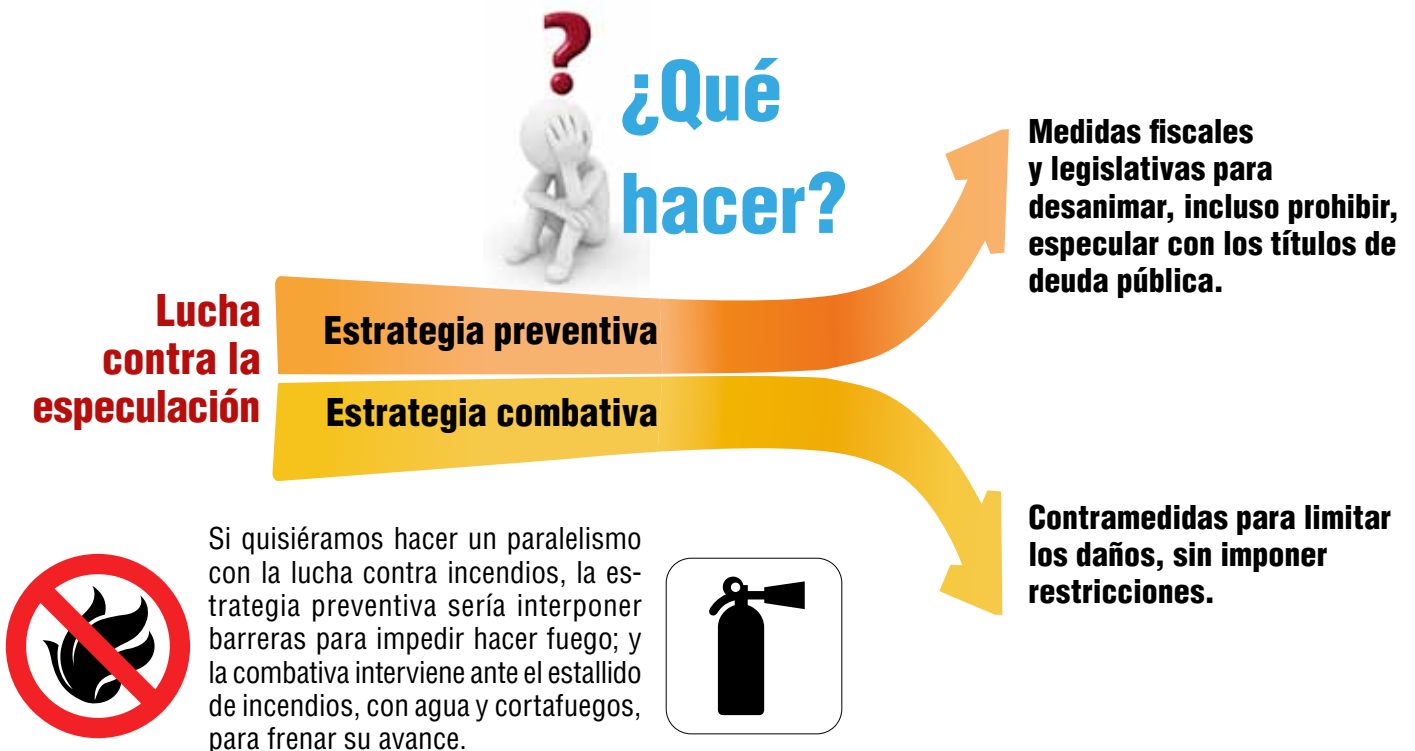 ¿Qué
hacer?
Medidas fiscales
y legislativas para
desanimar, incluso prohibir,
especular con los títulos de
deuda pública.
Lucha
contra la
especulación
Estrategia preventiva
Estrategia combativa
Contramedidas para limitar
los daños, sin imponer
restricciones.
Si quisiéramos hacer un paralelismo
con la lucha contra incendios, la es-
trategia preventiva sería interponer
barreras para impedir hacer fuego; y
la combativa interviene ante el estallido
de incendios, con agua y cortafuegos,
para frenar su avance.